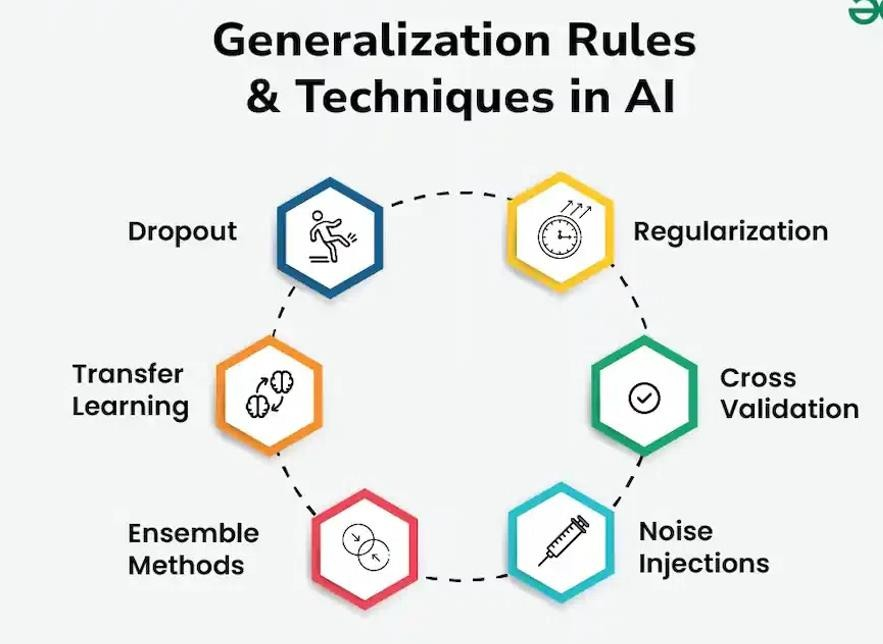 Generalization Rules
& Techniques in AI
Dropout
Regularization
Transfer
Learning
Cross
Validation
Ensemble
Methods
Noise
Injections